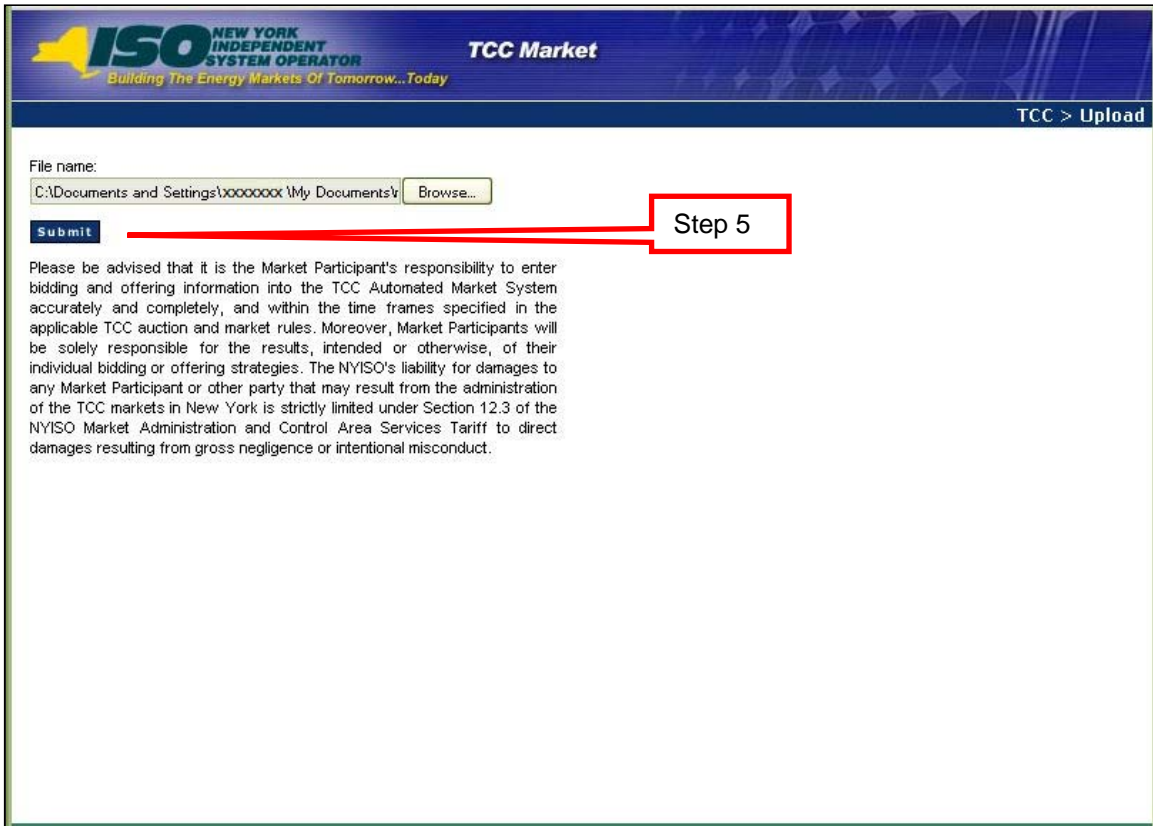 ISO NEW YORK
INDEPENDENT
SYSTEM OPERATOR
Building The Energy Markets Of Tomorrow...Today
TCC Market
TCC > Upload
File name:
C:\Documents and Settings\xxxxxxx \My Documents\r
Browse...
Submit
Step 5
Please be advised that it is the Market Participant's responsibility to enter
bidding and offering information into the TCC Automated Market System
accurately and completely, and within the time frames specified in the
applicable TCC auction and market rules. Moreover, Market Participants will
be solely responsible for the results, intended or otherwise, of their
individual bidding or offering strategies. The NYISO's liability for damages to
any Market Participant or other party that may result from the administration
of the TCC markets in New York is strictly limited under Section 12.3 of the
NYISO Market Administration and Control Area Services Tariff to direct
damages resulting from gross negligence or intentional misconduct.